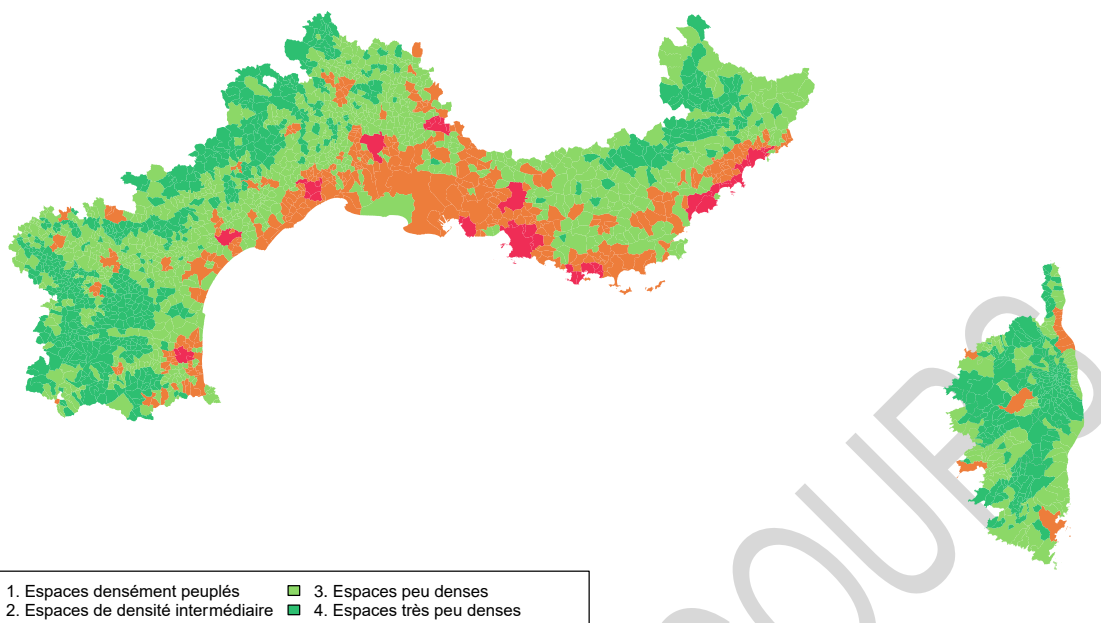 1. Espaces densément peuplés
2. Espaces de densité intermédiaire
3. Espaces peu denses
4. Espaces très peu denses